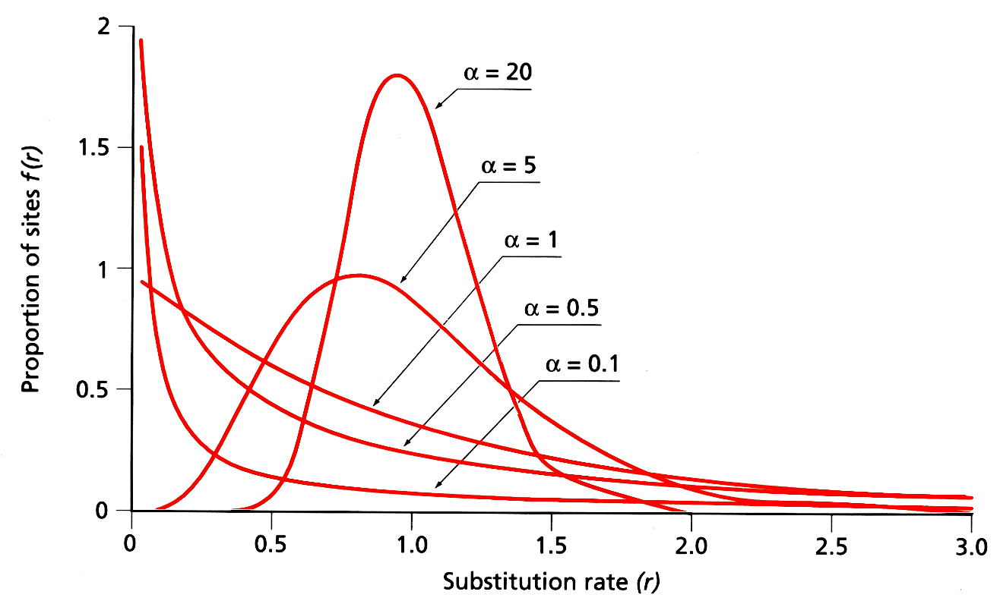 2
α = 20
1.5
α = 5
α = 1
1
α = 0.5
α = 0.1
0.5
0
Proportion of sites f(r)
0 0.5 1.0 1.5 2.0 2.5 3.0
Substitution rate (r)